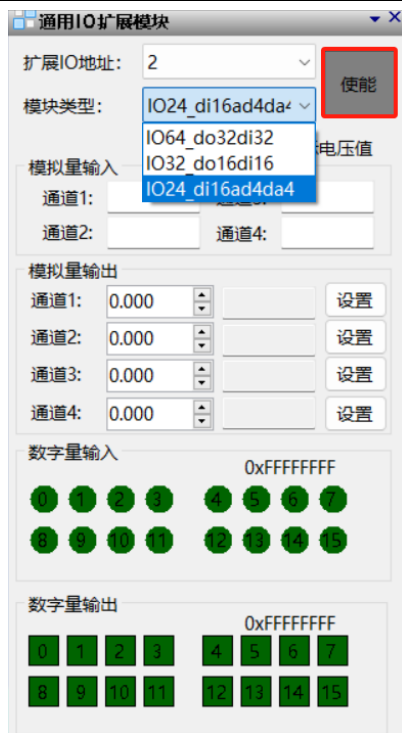 通用IO扩展模块
扩展IO地址: 2
使能
模块类型: IO24_di16ad4da4
IO64_do32di32
IO32_do16di16
IO24_di16ad4da4
电压值
模拟量输入
通道1:
通道2: 通道4:
模拟量输出
通道1: 0.000 设置
通道2: 0.000 设置
通道3: 0.000 设置
通道4: 0.000 设置
数字量输入
0xFFFFFFFF
0 1 2 3 4 5 6 7
8 9 10 11 12 13 14 15
数字量输出
0xFFFFFFFF
0 1 2 3 4 5 6 7
8 9 10 11 12 13 14 15